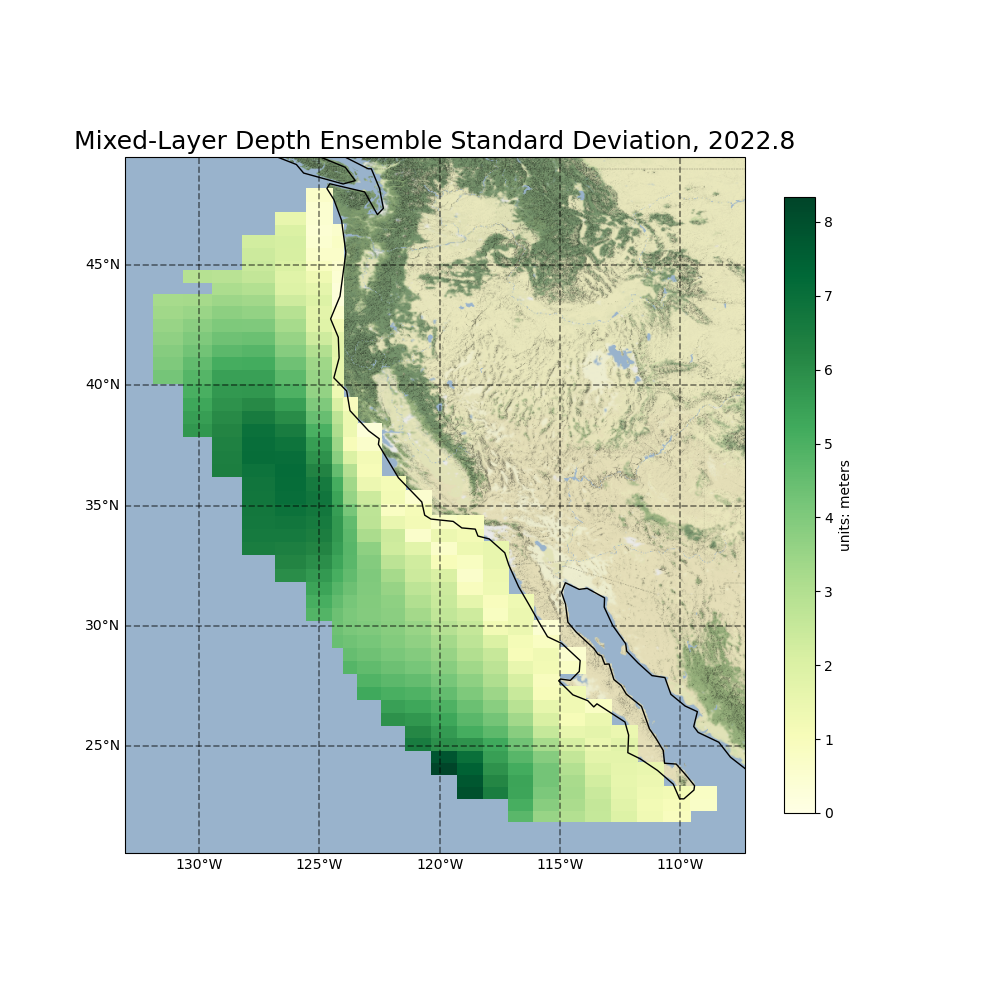 Mixed-Layer Depth Ensemble Standard Deviation, 2022.8
45°N
40°N
35°N
30°N
25°N
130°W
125°W
120°W
115°W
110°W
8
7
6
5
4
3
2
1
0
units: meters